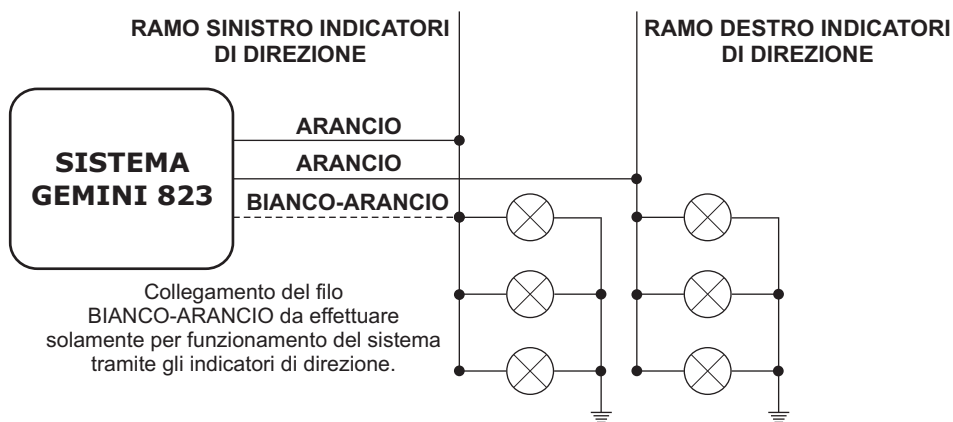 RAMO SINISTRO INDICATORI
DI DIREZIONE
RAMO DESTRO INDICATORI
DI DIREZIONE
ARANCIO
ARANCIO
BIANCO-ARANCIO
SISTEMA
GEMINI 823
Collegamento del filo
BIANCO-ARANCIO da effettuare
solamente per funzionamento del sistema
tramite gli indicatori di direzione.